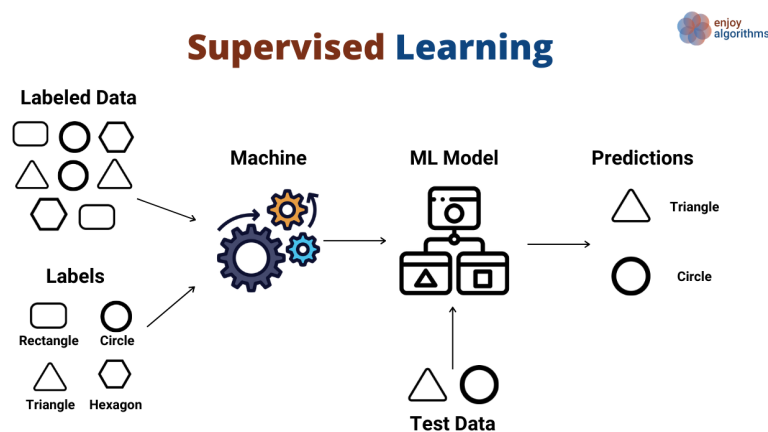 enjoy
algorithms
Supervised Learning
Labeled Data
Machine
ML Model
Predictions
Triangle
Labels
Circle
Rectangle Circle
Triangle Hexagon
Test Data